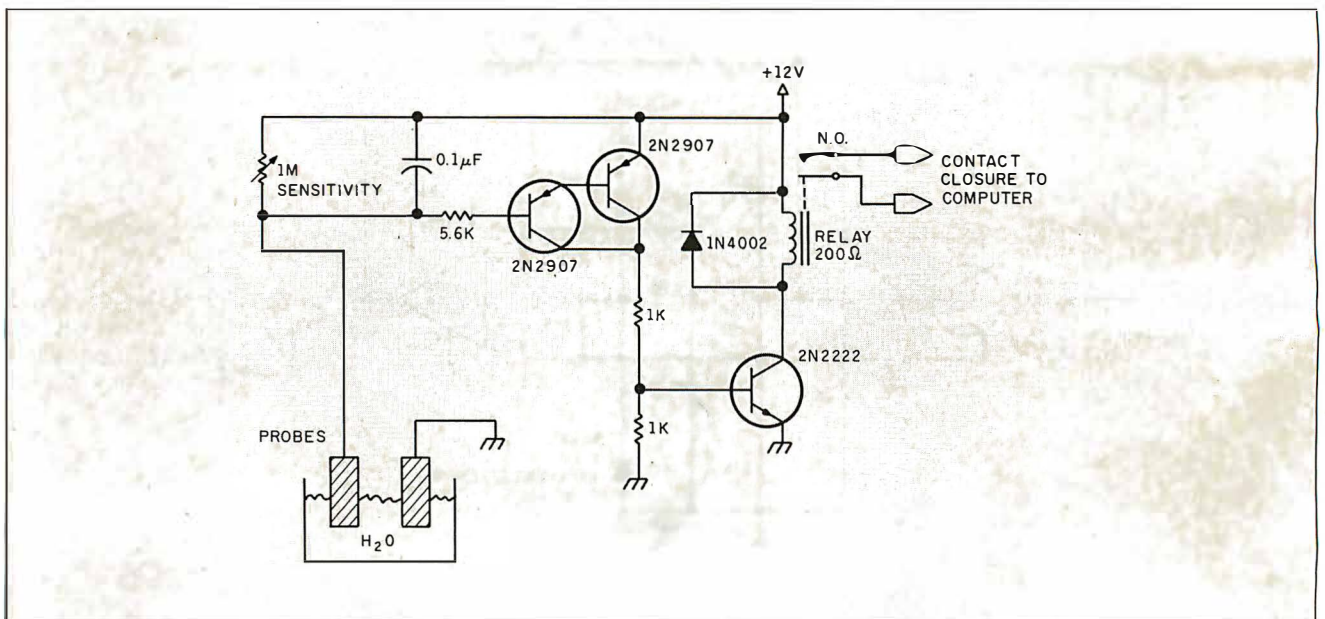 +12V
2N2907
N.O.
CONTACT
CLOSURE TO
COMPUTER
0.1µF
1M
SENSITIVITY
5.6K
2N2907
1N4002
RELAY
200Ω
1K
2N2222
1K
PROBES
H₂O